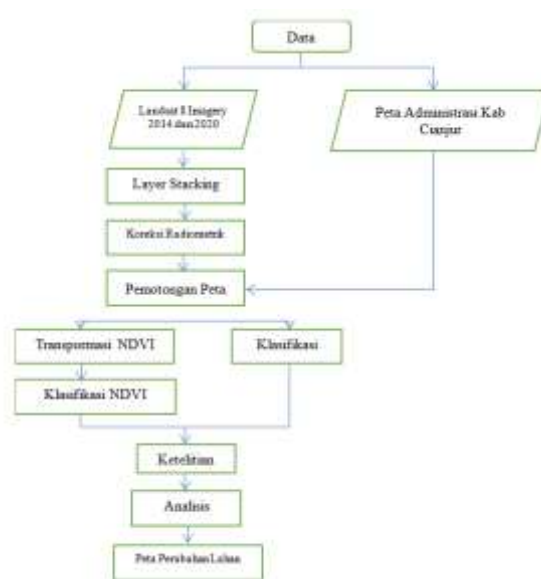 Data
Landsat 8 Imagery
2014 dan 2020
Peta Administrasi Kab
Cianjur
Layer Stacking
Koreksi Radiometrik
Pemotongan Peta
Transpormasi NDVI
Klasifikasi
Klasifikasi NDVI
Ketelitian
Analisis
Peta Perubahan Lahan